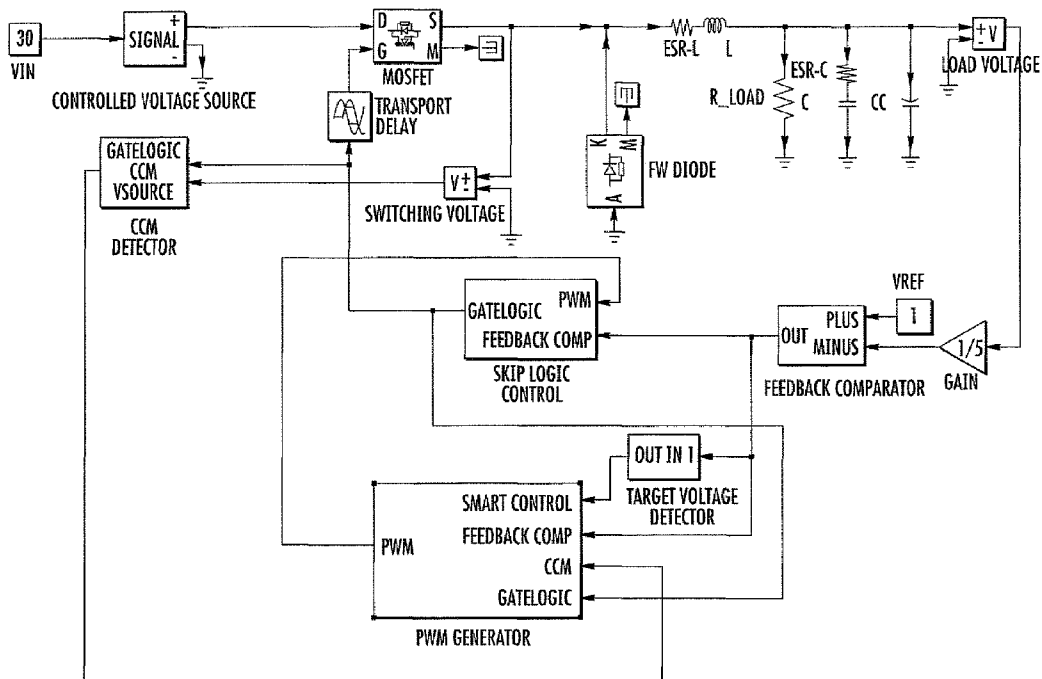 30
VIN
SIGNAL
+
-
CONTROLLED VOLTAGE SOURCE
D S
G M
MOSFET
TRANSPORT
DELAY
ESR-L L
R_LOAD
ESR-C
C
CC
+
-
V
LOAD VOLTAGE
K M
A
FW DIODE
GATELOGIC
CCM
VSOURCE
CCM
DETECTOR
V +
-
SWITCHING VOLTAGE
PWM
GATELOGIC
FEEDBACK COMP
SKIP LOGIC
CONTROL
VREF
1
PLUS
OUT
MINUS
FEEDBACK COMPARATOR
1/5
GAIN
OUT IN 1
TARGET VOLTAGE
DETECTOR
SMART CONTROL
FEEDBACK COMP
PWM
CCM
GATELOGIC
PWM GENERATOR